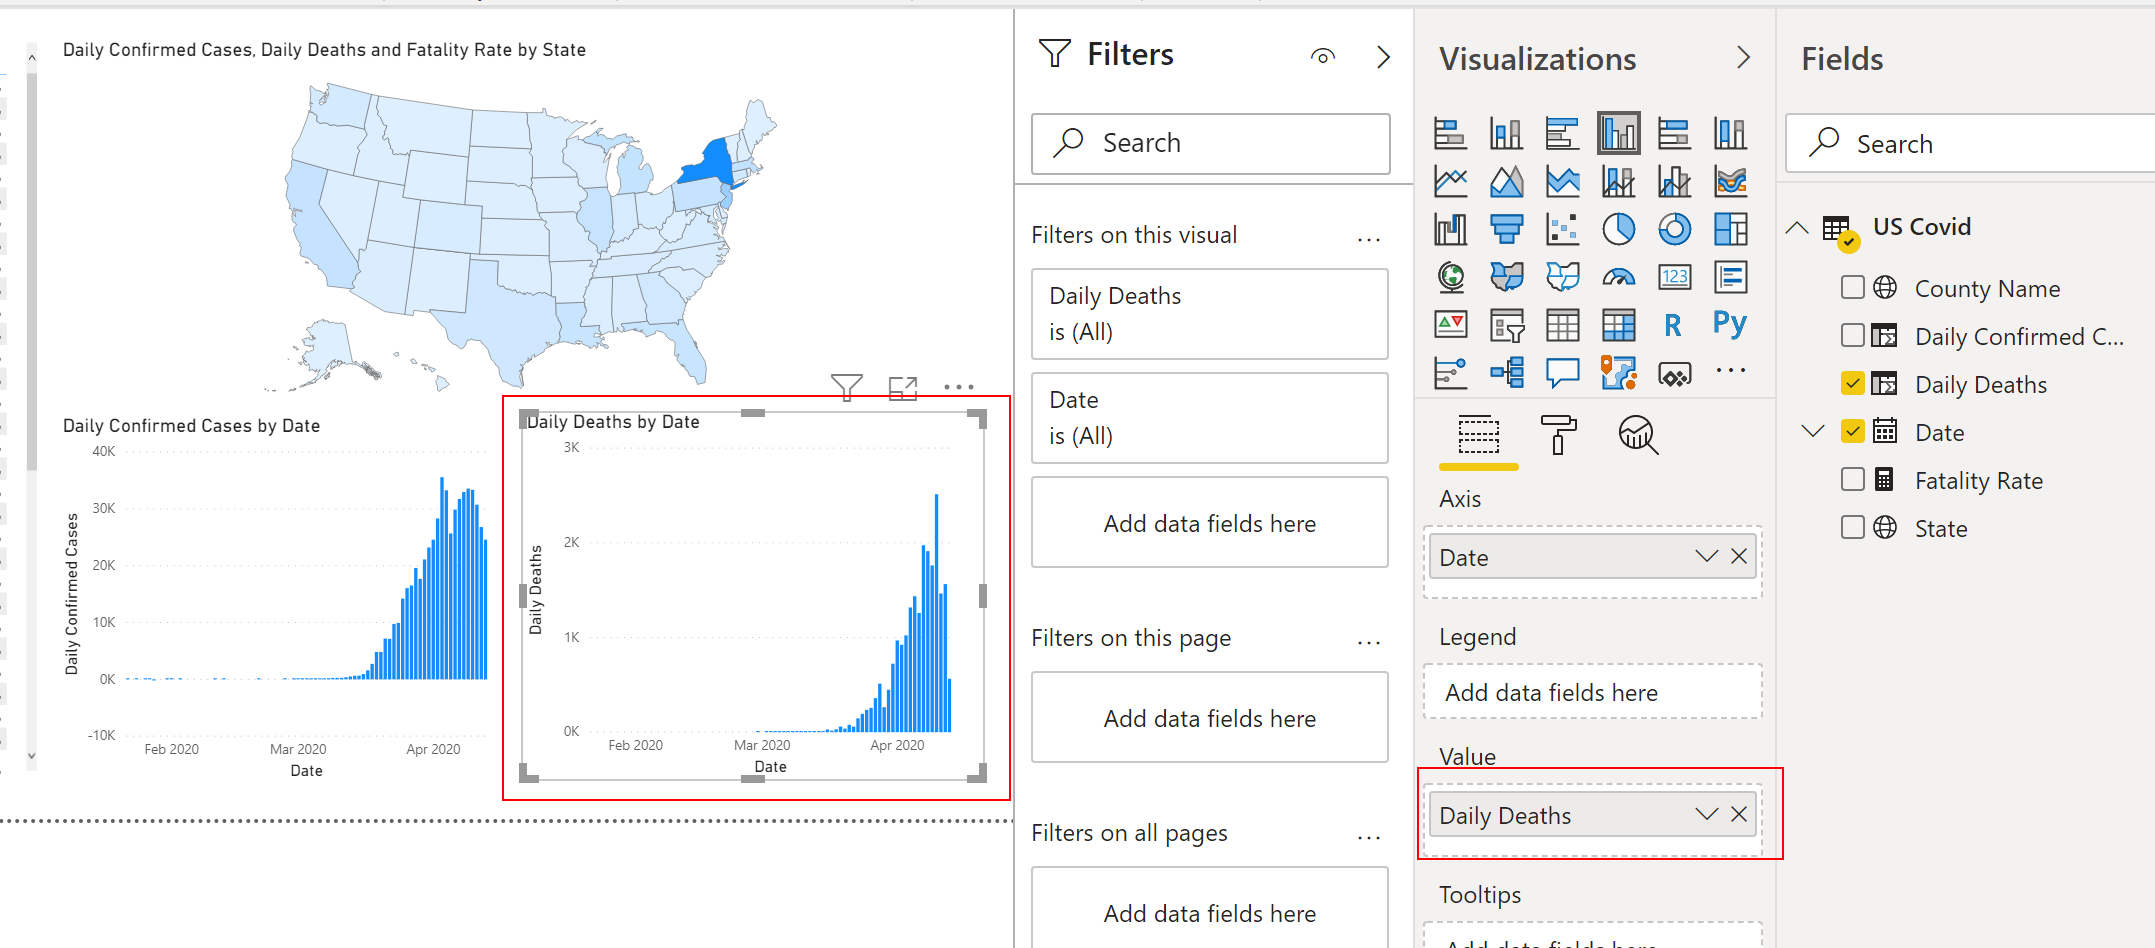 Daily Confirmed Cases, Daily Deaths and Fatality Rate by State
Daily Confirmed Cases by Date
40K
30K
20K
10K
0K
-10K
Daily Confirmed Cases
Feb 2020
Mar 2020
Apr 2020
Date
Daily Deaths by Date
3K
2K
1K
0K
Daily Deaths
Feb 2020
Mar 2020
Apr 2020
Date
Filters
Search
Filters on this visual
...
Daily Deaths
is (All)
Date
is (All)
Add data fields here
Filters on this page
...
Add data fields here
Filters on all pages
...
Add data fields here
Visualizations
123
R
Py
...
Axis
Date
Legend
Add data fields here
Value
Daily Deaths
Tooltips
Add data fields here
Fields
Search
US Covid
County Name
Daily Confirmed C...
Daily Deaths
Date
Fatality Rate
State